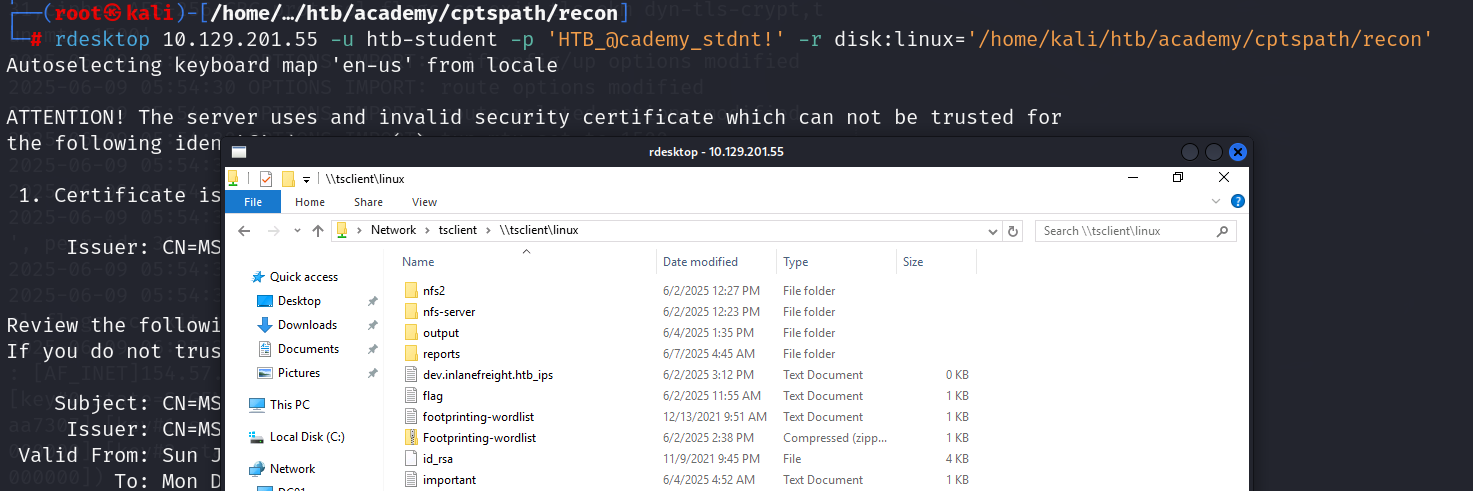 ┌──(root㉿kali)-[/home/…/htb/academy/cptspath/recon]
└─# rdesktop 10.129.201.55 -u htb-student -p 'HTB_@cademy_stdnt!' -r disk:linux='/home/kali/htb/academy/cptspath/recon'
Autoselecting keyboard map 'en-us' from locale
ATTENTION! The server uses and invalid security certificate which can not be trusted for
the following iden
rdesktop - 10.129.201.55
\\tsclient\linux
File Home Share View
Network > tsclient > \\tsclient\linux
Search \\tsclient\linux
Name Date modified Type Size
Quick access
Desktop
Downloads
Documents
Pictures
This PC
Local Disk (C:)
Network
nfs2 6/2/2025 12:27 PM File folder
nfs-server 6/2/2025 12:23 PM File folder
output 6/4/2025 1:35 PM File folder
reports 6/7/2025 4:45 AM File folder
dev.inlanefreight.htb_ips 6/2/2025 3:12 PM Text Document 0 KB
flag 6/2/2025 11:55 AM Text Document 1 KB
footprinting-wordlist 12/13/2021 9:51 AM Text Document 1 KB
Footprinting-wordlist 6/2/2025 2:38 PM Compressed (zipp... 1 KB
id_rsa 11/9/2021 9:45 PM File 4 KB
important 6/4/2025 4:52 AM Text Document 1 KB
1. Certificate is
Issuer: CN=MS
Review the followi
If you do not trus
Subject: CN=MS
Issuer: CN=MS
Valid From: Sun J
To: Mon D